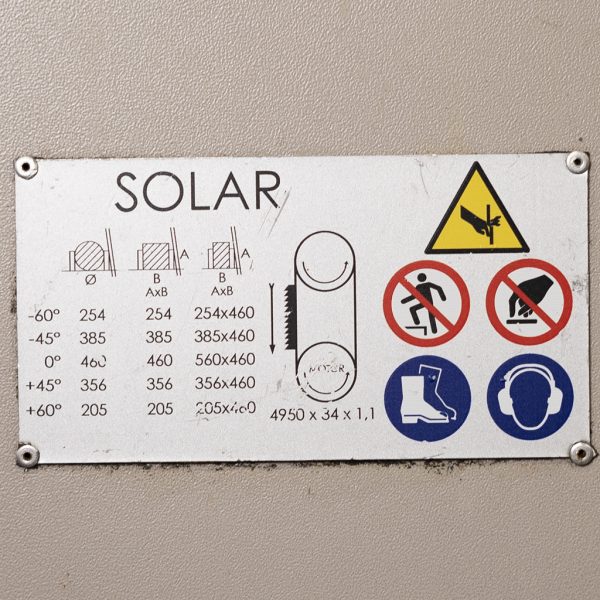 SOLAR
Ø B A B A
AxB AxB
-60° 254 254 254x460
-45° 385 385 385x460
0° 460 460 560x460
+45° 356 356 356x460
+60° 205 205 205x460
MOTOR
4950 x 34 x 1,1